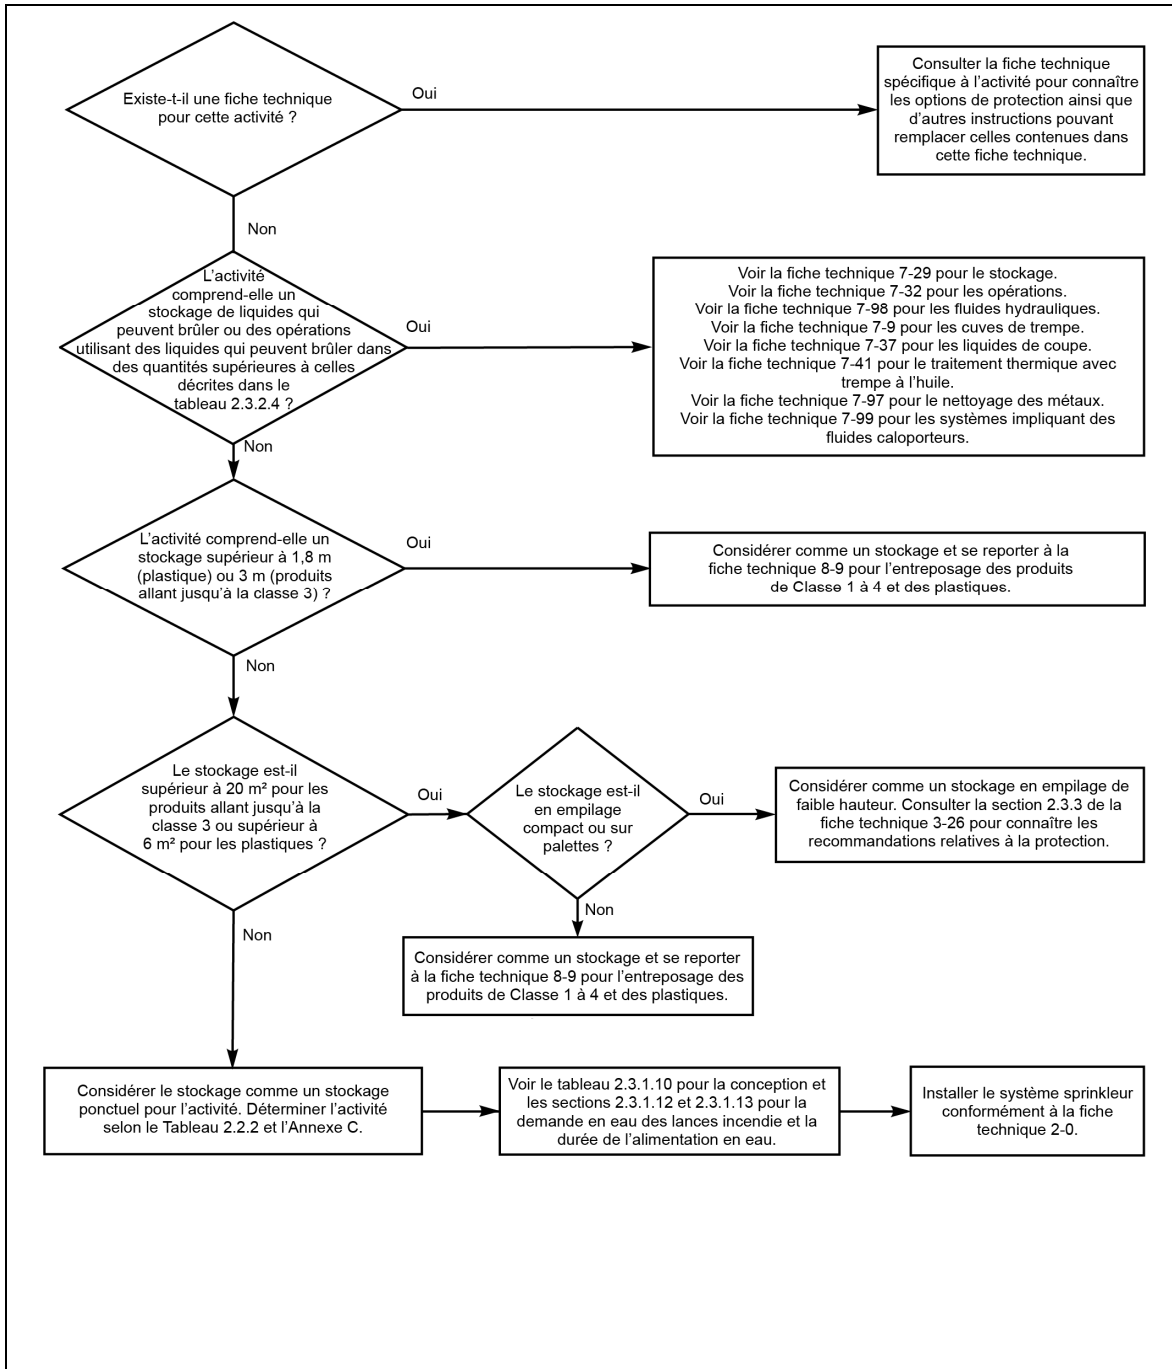 Existe-t-il une fiche technique
pour cette activité ?
Oui
Consulter la fiche technique
spécifique à l'activité pour connaître
les options de protection ainsi que
d'autres instructions pouvant
remplacer celles contenues dans
cette fiche technique.
Non
L'activité
comprend-elle un
stockage de liquides qui
peuvent brûler ou des opérations
utilisant des liquides qui peuvent brûler dans
des quantités supérieures à celles
décrites dans le
tableau 2.3.2.4 ?
Oui
Voir la fiche technique 7-29 pour le stockage.
Voir la fiche technique 7-32 pour les opérations.
Voir la fiche technique 7-98 pour les fluides hydrauliques.
Voir la fiche technique 7-9 pour les cuves de trempe.
Voir la fiche technique 7-37 pour les liquides de coupe.
Voir la fiche technique 7-41 pour le traitement thermique avec
trempe à l'huile.
Voir la fiche technique 7-97 pour le nettoyage des métaux.
Voir la fiche technique 7-99 pour les systèmes impliquant des
fluides caloporteurs.
Non
L'activité comprend-elle un
stockage supérieur à 1,8 m
(plastique) ou 3 m (produits
allant jusqu'à la classe 3) ?
Oui
Considérer comme un stockage et se reporter à la
fiche technique 8-9 pour l'entreposage des produits
de Classe 1 à 4 et des plastiques.
Non
Le stockage est-il
supérieur à 20 m² pour les
produits allant jusqu'à la
classe 3 ou supérieur à
6 m² pour les plastiques ?
Oui
Le stockage est-il
en empilage
compact ou sur
palettes ?
Oui
Considérer comme un stockage en empilage de
faible hauteur. Consulter la section 2.3.3 de la
fiche technique 3-26 pour connaître les
recommandations relatives à la protection.
Non
Considérer comme un stockage et se reporter
à la fiche technique 8-9 pour l'entreposage des
produits de Classe 1 à 4 et des plastiques.
Non
Considérer le stockage comme un stockage
ponctuel pour l'activité. Déterminer l'activité
selon le Tableau 2.2.2 et l'Annexe C.
Voir le tableau 2.3.1.10 pour la conception et
les sections 2.3.1.12 et 2.3.1.13 pour la
demande en eau des lances incendie et la
durée de l'alimentation en eau.
Installer le système sprinkleur
conformément à la fiche
technique 2-0.